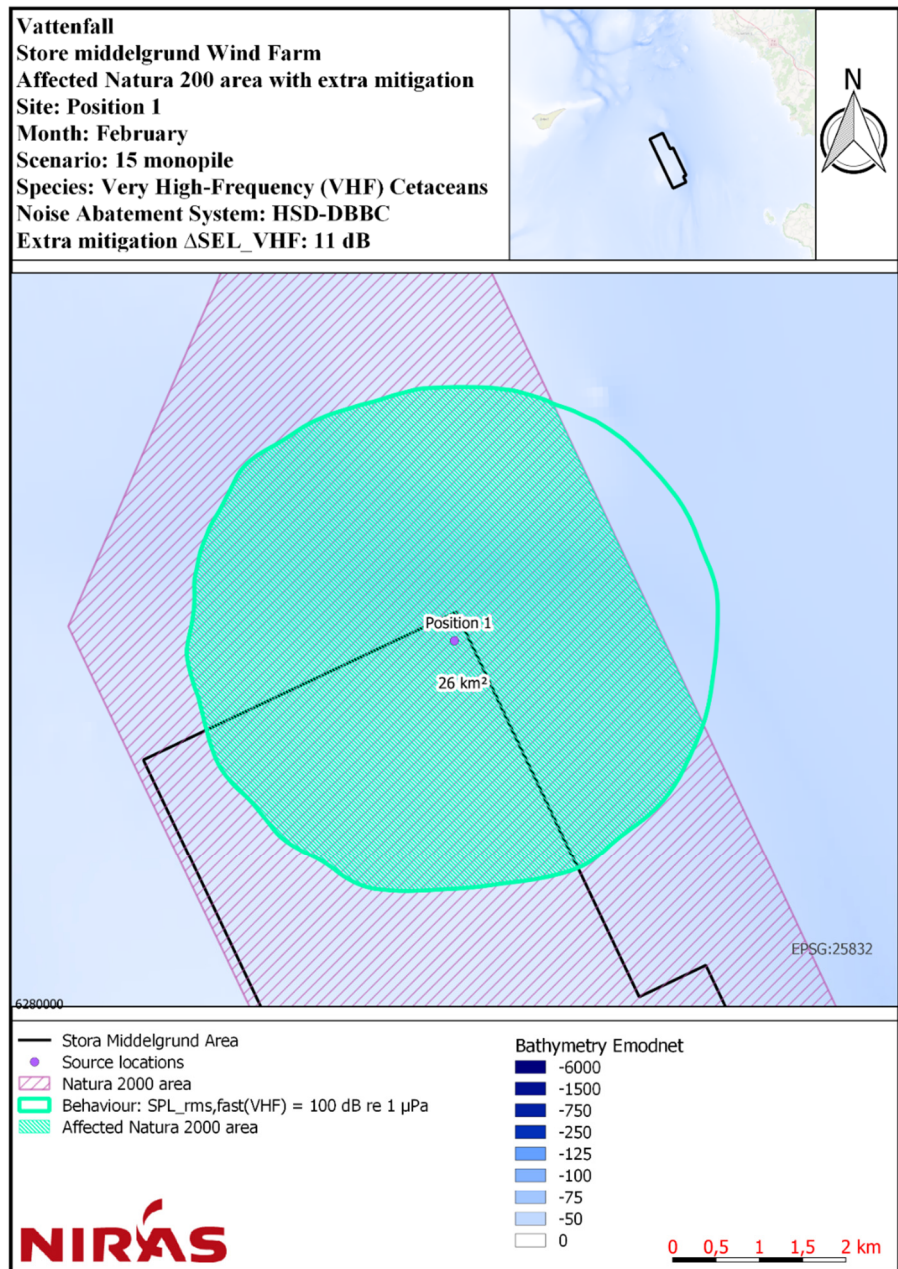 Vattenfall
Store middelgrund Wind Farm
Affected Natura 200 area with extra mitigation
Site: Position 1
Month: February
Scenario: 15 monopile
Species: Very High-Frequency (VHF) Cetaceans
Noise Abatement System: HSD-DBBC
Extra mitigation ΔSEL_VHF: 11 dB
N
Position 1
26 km²
EPSG:25832
6280000
Stora Middelgrund Area
Source locations
Natura 2000 area
Behaviour: SPL_rms,fast(VHF) = 100 dB re 1 µPa
Affected Natura 2000 area
Bathymetry Emodnet
-6000
-1500
-750
-250
-125
-100
-75
-50
0
NIRAS
0 0,5 1 1,5 2 km